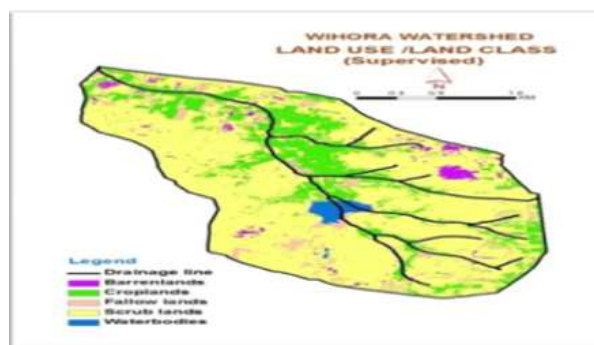 WIHORA WATERSHED
LAND USE /LAND CLASS
(Supervised)
N
Legend
Drainage line
Barrenlands
Croplands
Fallow lands
Scrub lands
Waterbodies